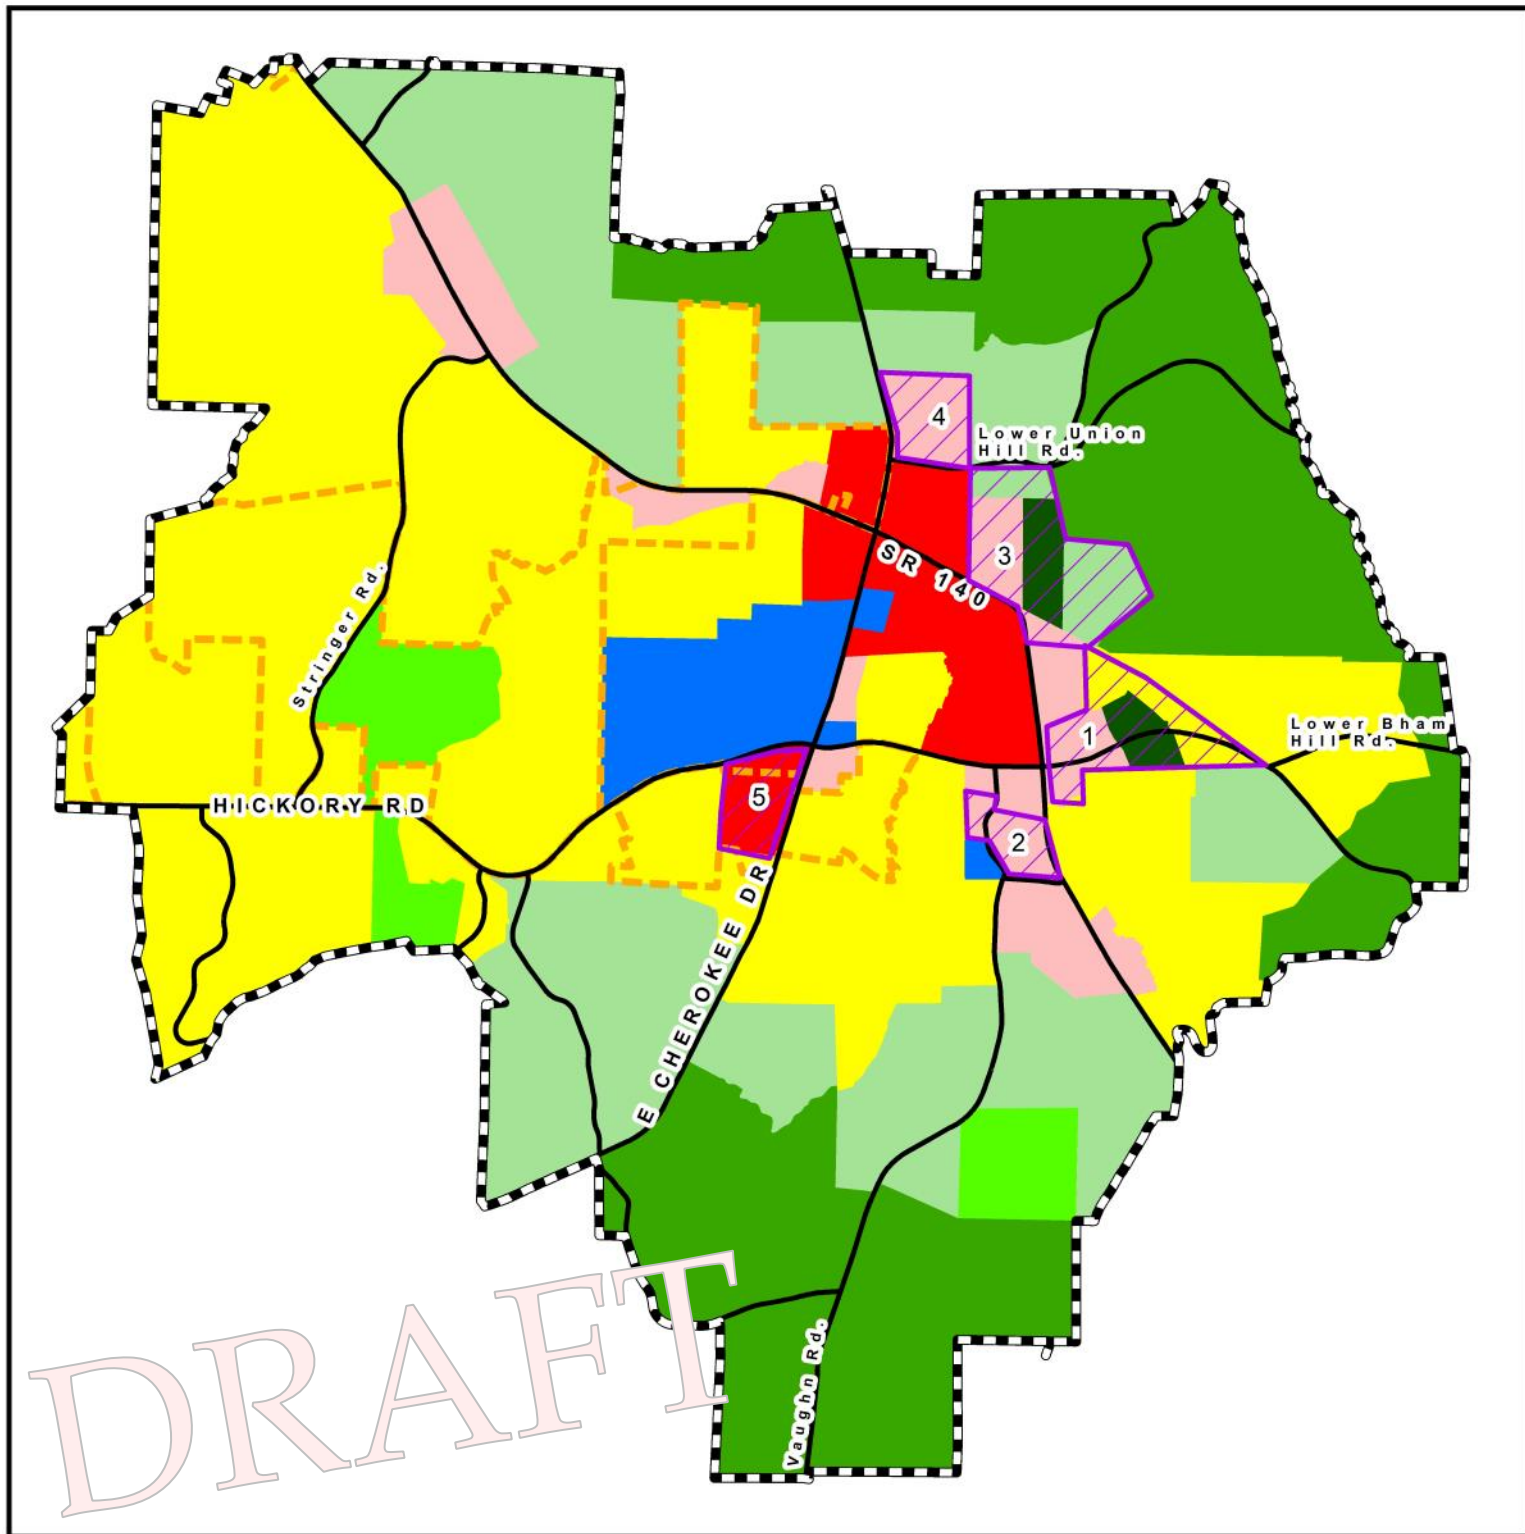 4
Lower Union
Hill Rd.
3
SR 140
Stringer Rd.
1
Lower Bham
Hill Rd.
5
HICKORY RD
2
E CHEROKEE DR
DRAFT
Vaughn Rd.